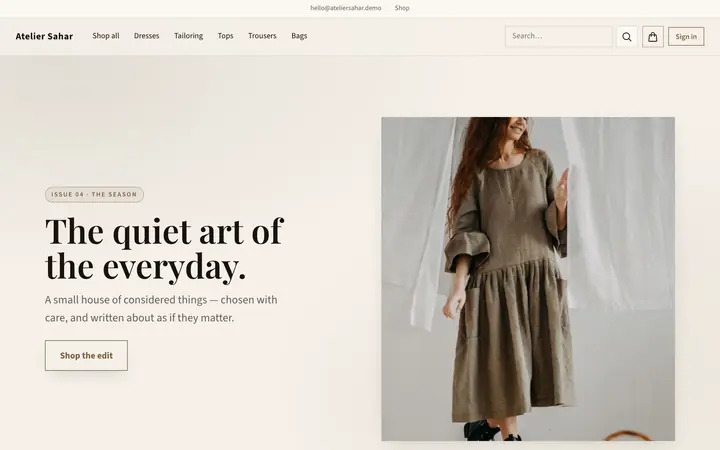 hello@ateliersahar.demo Shop
Atelier Sahar Shop all Dresses Tailoring Tops Trousers Bags Search... Sign in
ISSUE 04 · THE SEASON
The quiet art of
the everyday.
A small house of considered things — chosen with
care, and written about as if they matter.
Shop the edit